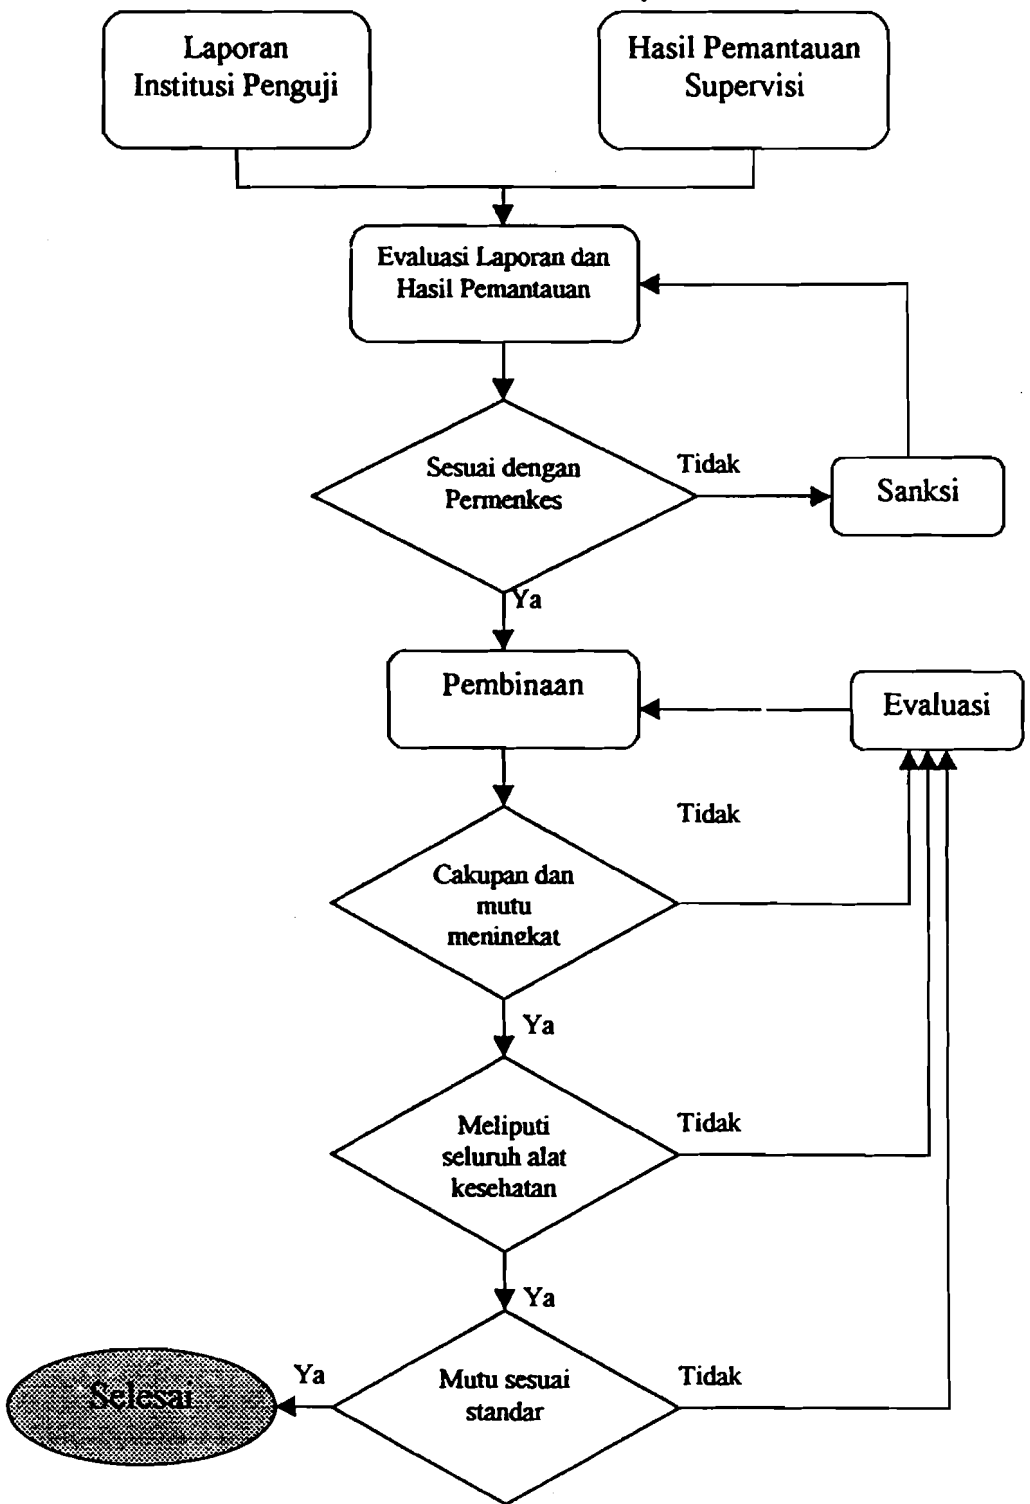 Laporan
Institusi Penguji
Hasil Pemantauan
Supervisi
Evaluasi Laporan dan
Hasil Pemantauan
Sesuai dengan
Permenkes
Tidak
Sanksi
Ya
Pembinaan
Evaluasi
Tidak
Cakupan dan
mutu
meningkat
Ya
Meliputi
seluruh alat
kesehatan
Tidak
Ya
Mutu sesuai
standar
Tidak
Ya
Selesai